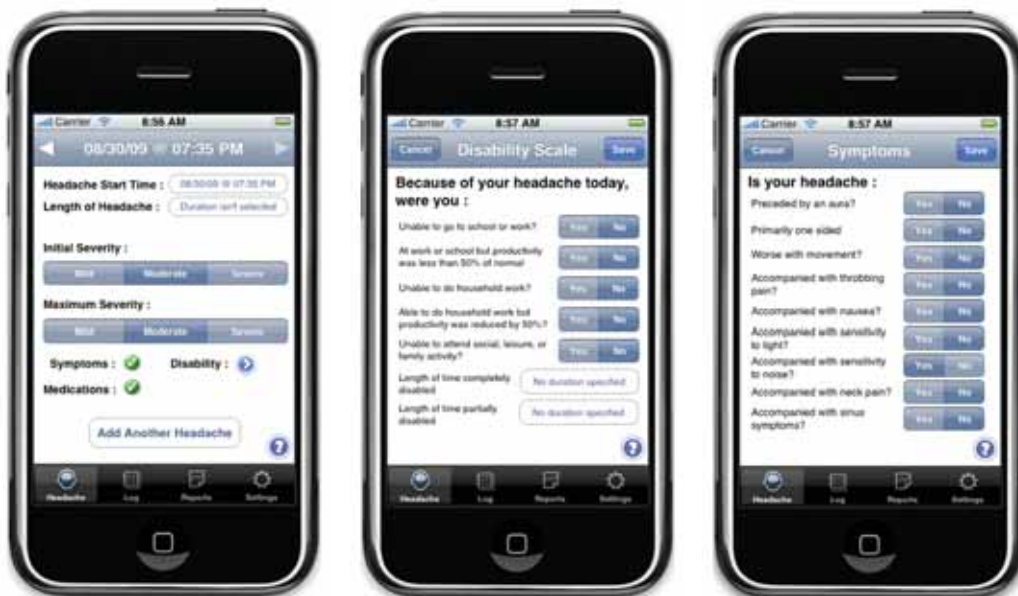 Carrier 8:56 AM
08/30/09 @ 07:35 PM
Headache Start Time : 08/30/09 @ 07:35 PM
Length of Headache : Duration isn't selected
Initial Severity :
Mild Moderate Severe
Maximum Severity :
Mild Moderate Severe
Symptoms : Disability :
Medications :
Add Another Headache
?
Headache Log Reports Settings
Carrier 8:57 AM
Cancel Disability Scale Save
Because of your headache today,
were you :
Unable to go to school or work? Yes No
At work or school but productivity
was less than 50% of normal Yes No
Unable to do household work? Yes No
Able to do household work but
productivity was reduced by 50%? Yes No
Unable to attend social, leisure, or
family activity? Yes No
Length of time completely
disabled No duration specified
Length of time partially
disabled No duration specified
?
Headache Log Reports Settings
Carrier 8:57 AM
Cancel Symptoms Save
Is your headache :
Preceded by an aura? Yes No
Primarily one sided Yes No
Worse with movement? Yes No
Accompanied with throbbing
pain? Yes No
Accompanied with nausea? Yes No
Accompanied with sensitivity
to light? Yes No
Accompanied with sensitivity
to noise? Yes No
Accompanied with neck pain? Yes No
Accompanied with sinus
symptoms? Yes No
?
Headache Log Reports Settings